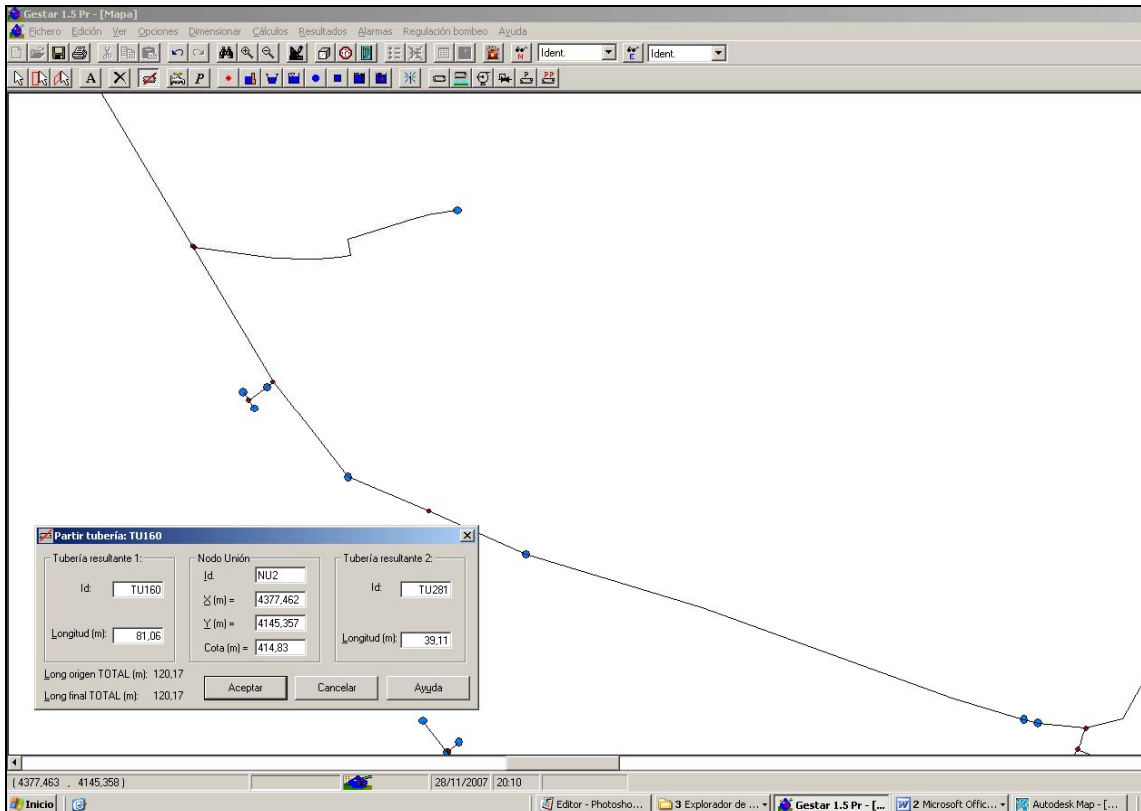 Gestar 1.5 Pr - [Mapa]
Fichero Edición Ver Opciones Dimensionar Cálculos Resultados Alarmas Regulación bombeo Ayuda
N Ident. E Ident.
A P P PP
Partir tubería: TU160
Tubería resultante 1:
Id: TU160
Longitud (m): 81,06
Nodo Unión
Id. NU2
X (m) = 4377,462
Y (m) = 4145,357
Cota (m) = 414,83
Tubería resultante 2:
Id: TU281
Longitud (m): 39,11
Long origen TOTAL (m): 120,17
Long final TOTAL (m): 120,17
Aceptar Cancelar Ayuda
( 4377,463 , 4145,358 ) 28/11/2007 20:10
Inicio Editor - Photosho... 3 Explorador de ... Gestar 1.5 Pr - [... 2 Microsoft Offic... Autodesk Map - [...